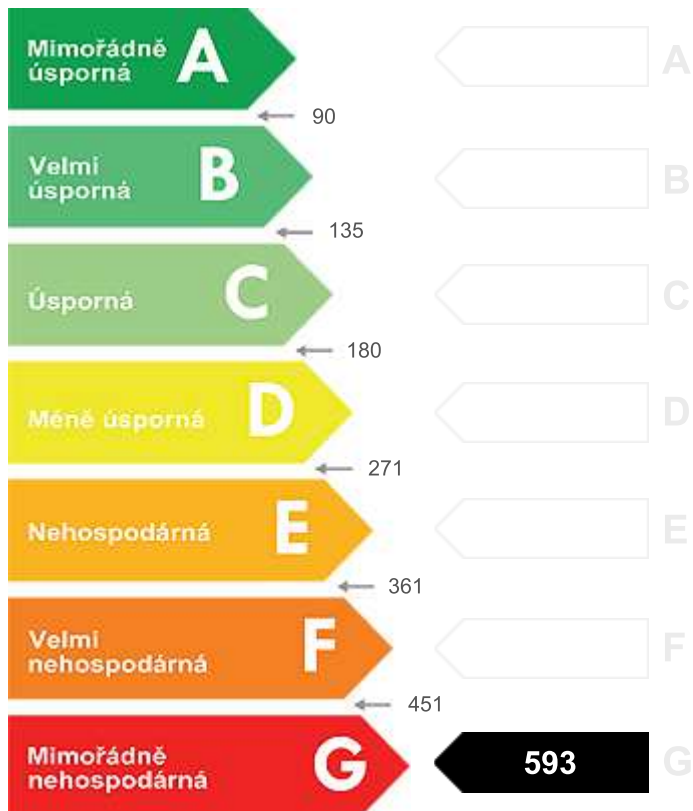 Mimořádně
úsporná
A
A
90
Velmi
úsporná
B
B
135
Úsporná
C
C
180
Méně úsporná
D
D
271
Nehospodárná
E
E
361
Velmi
nehospodárná
F
F
451
Mimořádně
nehospodárná
G
593
G